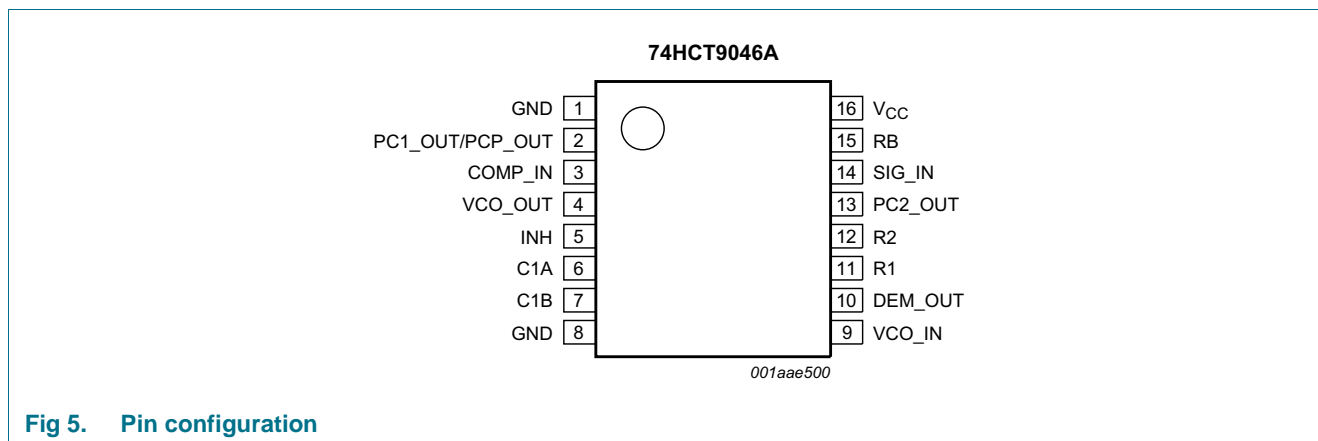 74HCT9046A
GND 1
PC1_OUT/PCP_OUT 2
COMP_IN 3
VCO_OUT 4
INH 5
C1A 6
C1B 7
GND 8
16 VCC
15 RB
14 SIG_IN
13 PC2_OUT
12 R2
11 R1
10 DEM_OUT
9 VCO_IN
001aae500
Fig 5. Pin configuration